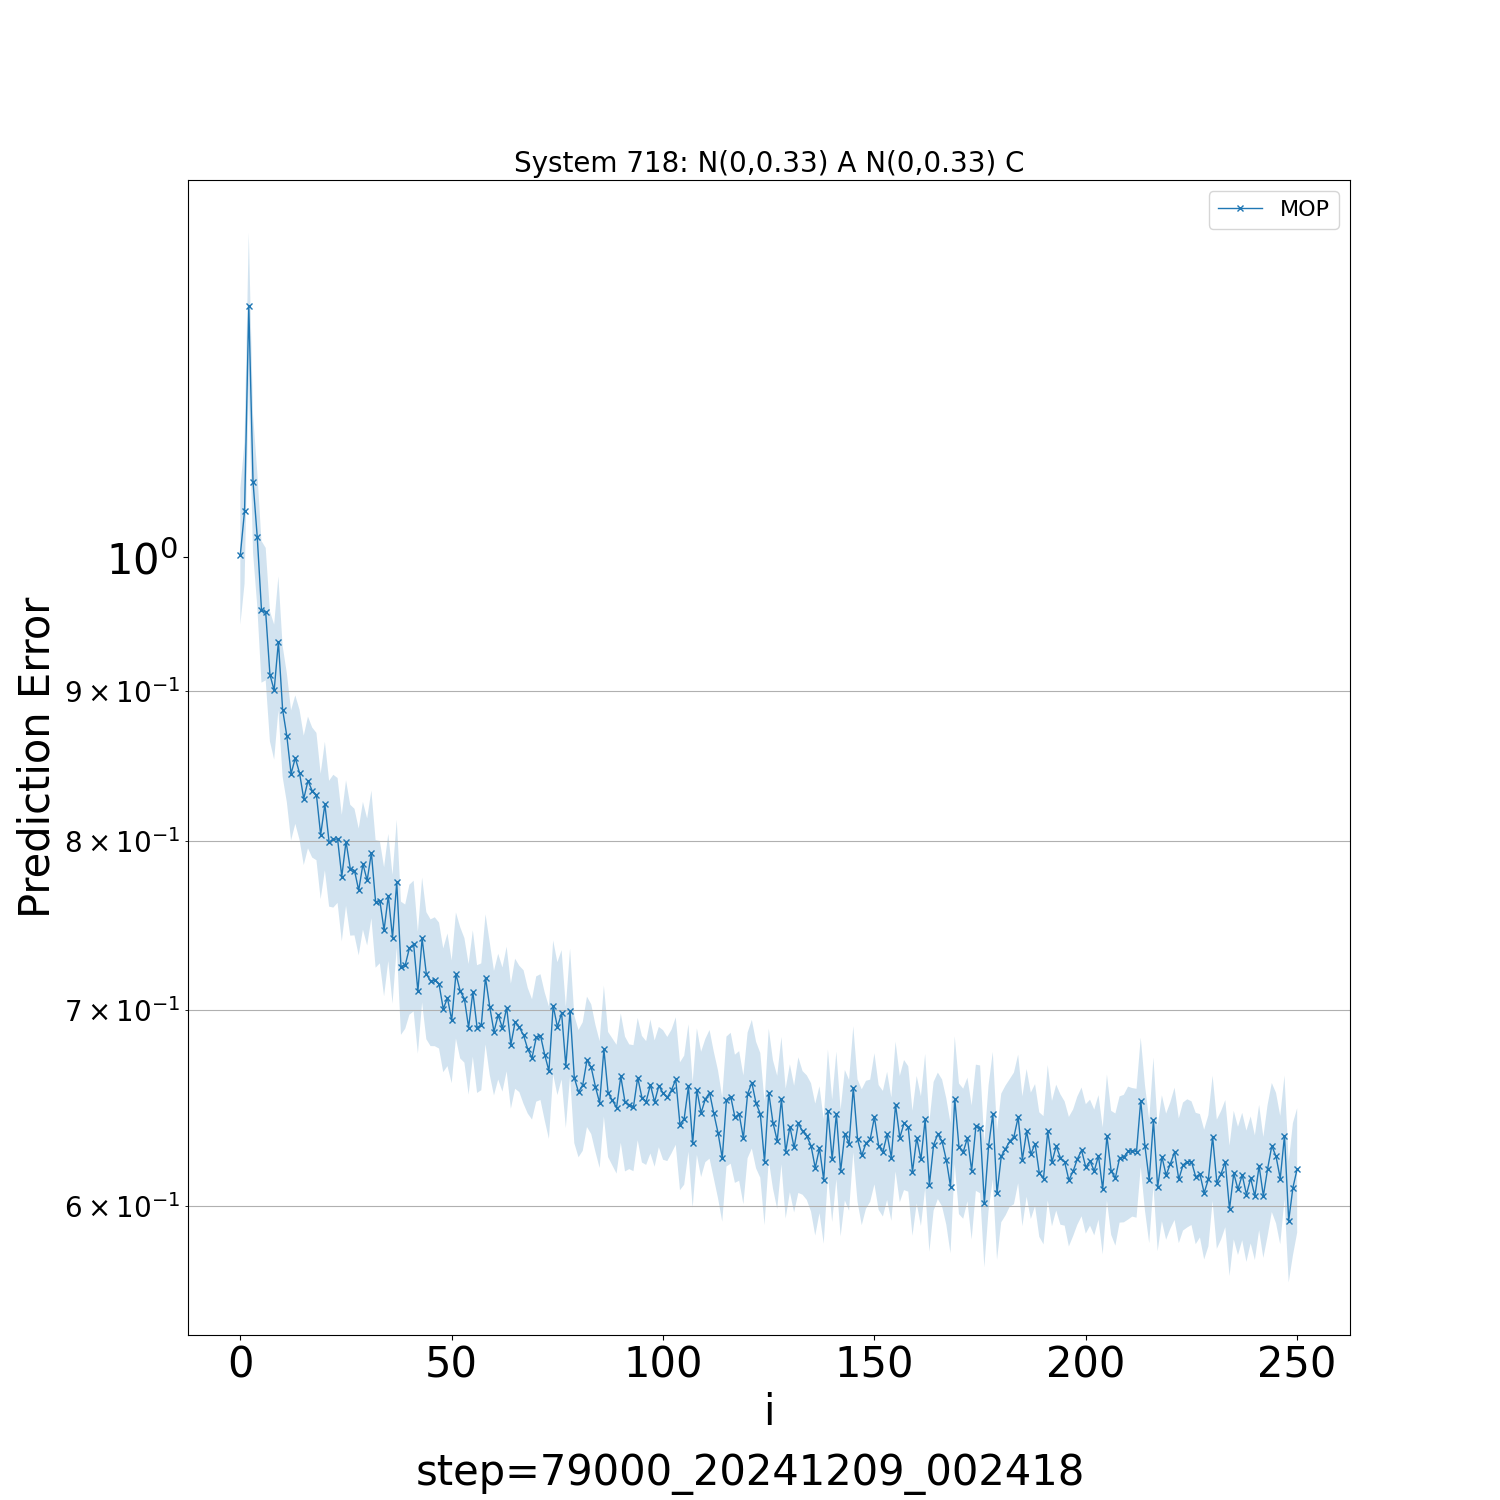 System 718: N(0,0.33) A N(0,0.33) C
MOP
Prediction Error
10⁰
9 × 10⁻¹
8 × 10⁻¹
7 × 10⁻¹
6 × 10⁻¹
0 50 100 150 200 250
i
step=79000_20241209_002418